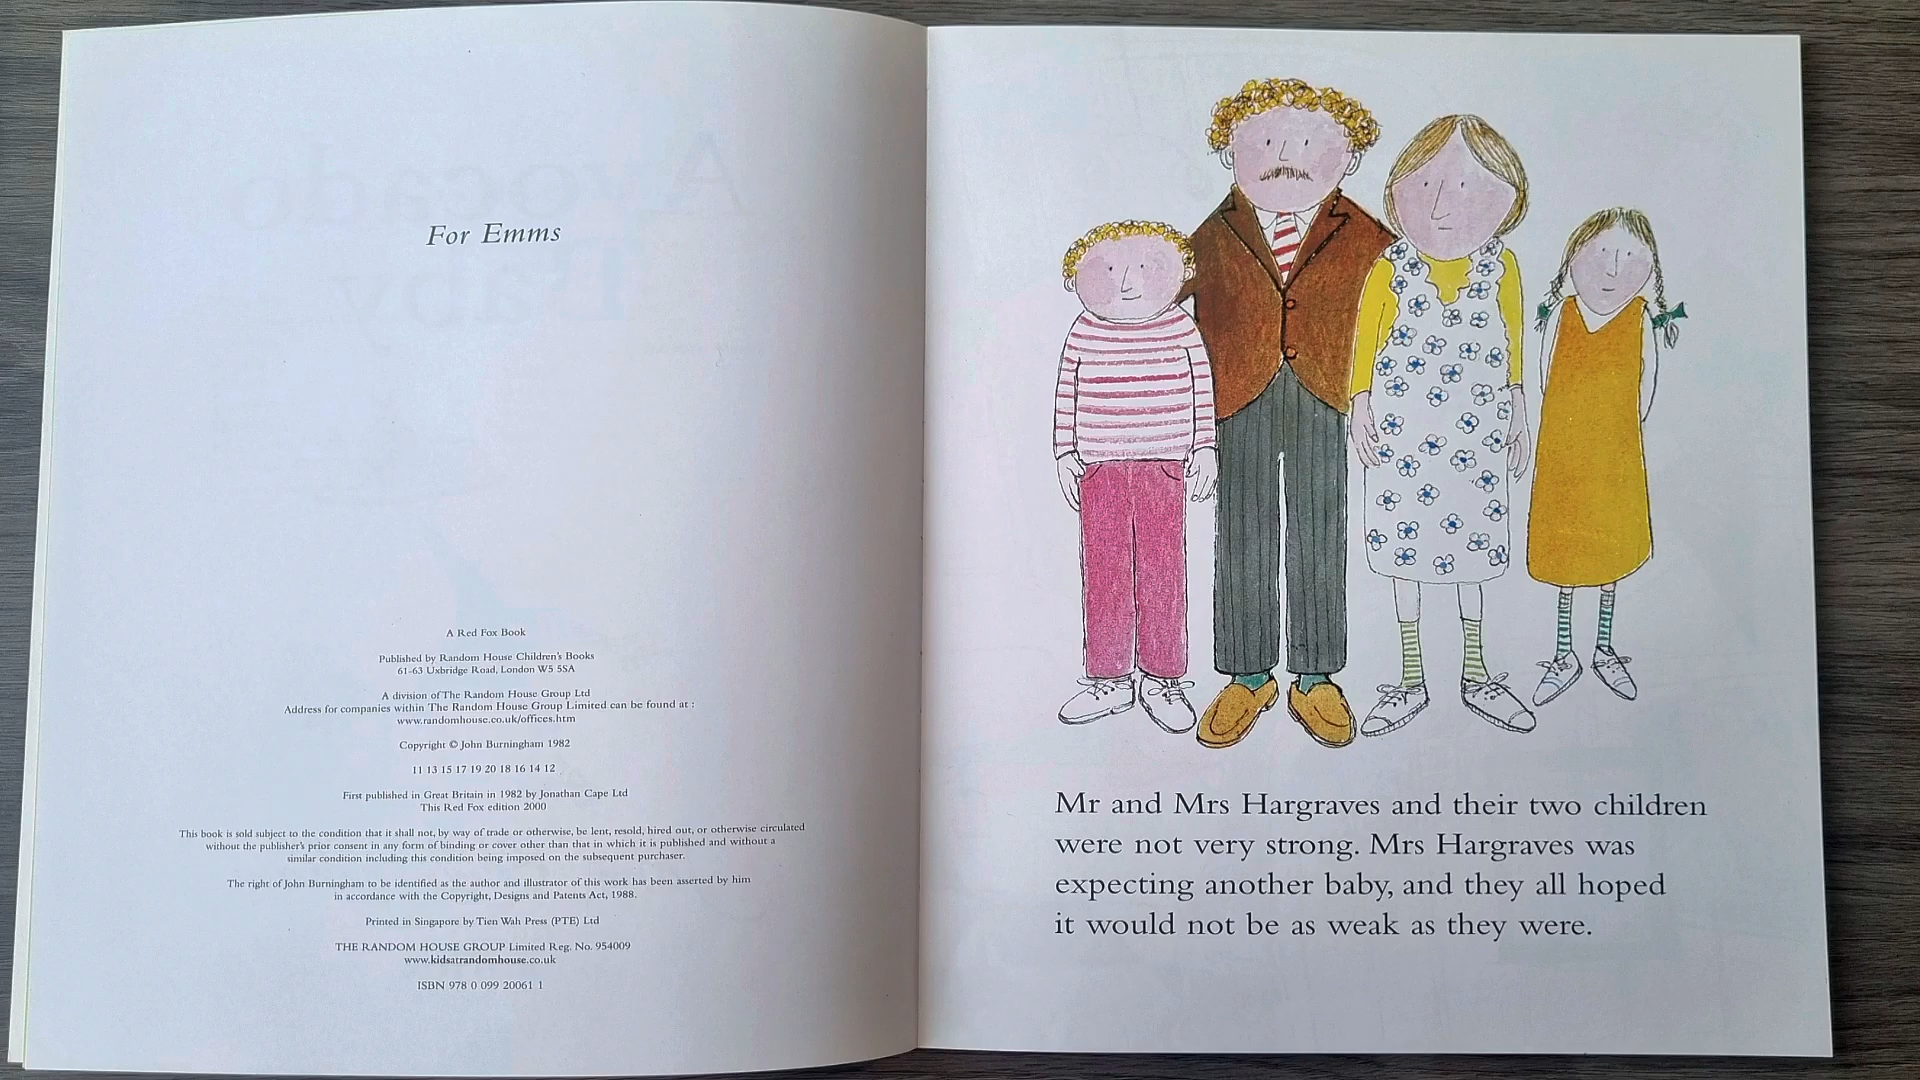 For Emms
A Red Fox Book
Published by Random House Children's Books
61-63 Uxbridge Road, London W5 5SA
A division of The Random House Group Ltd
Address for companies within The Random House Group Limited can be found at :
www.randomhouse.co.uk/offices.htm
Copyright © John Burningham 1982
11 13 15 17 19 20 18 16 14 12
First published in Great Britain in 1982 by Jonathan Cape Ltd
This Red Fox edition 2000
This book is sold subject to the condition that it shall not, by way of trade or otherwise, be lent, resold, hired out, or otherwise circulated
without the publisher's prior consent in any form of binding or cover other than that in which it is published and without a
similar condition including this condition being imposed on the subsequent purchaser.
The right of John Burningham to be identified as the author and illustrator of this work has been asserted by him
in accordance with the Copyright, Designs and Patents Act, 1988.
Printed in Singapore by Tien Wah Press (PTE) Ltd
THE RANDOM HOUSE GROUP Limited Reg. No. 954009
www.kidsatrandomhouse.co.uk
ISBN 978 0 099 20061 1
Mr and Mrs Hargraves and their two children
were not very strong. Mrs Hargraves was
expecting another baby, and they all hoped
it would not be as weak as they were.